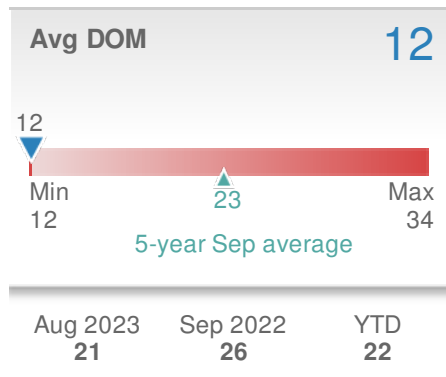 Avg DOM 12
12
Min Max
12 23 34
5-year Sep average
Aug 2023 Sep 2022 YTD
21 26 22